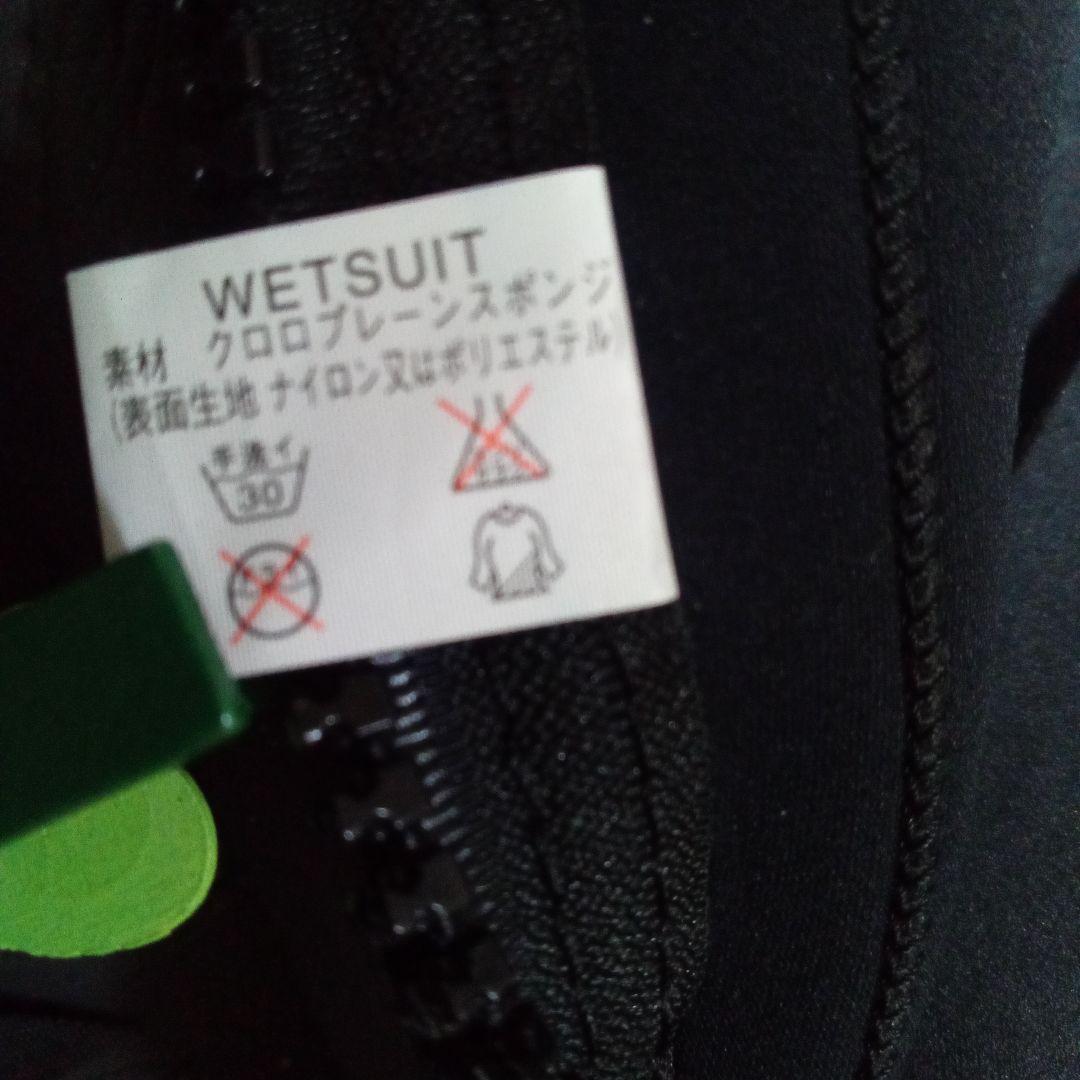 WETSUIT
素材 クロロプレーンスポンジ
(表面生地 ナイロン又はポリエステル)
手洗イ
30